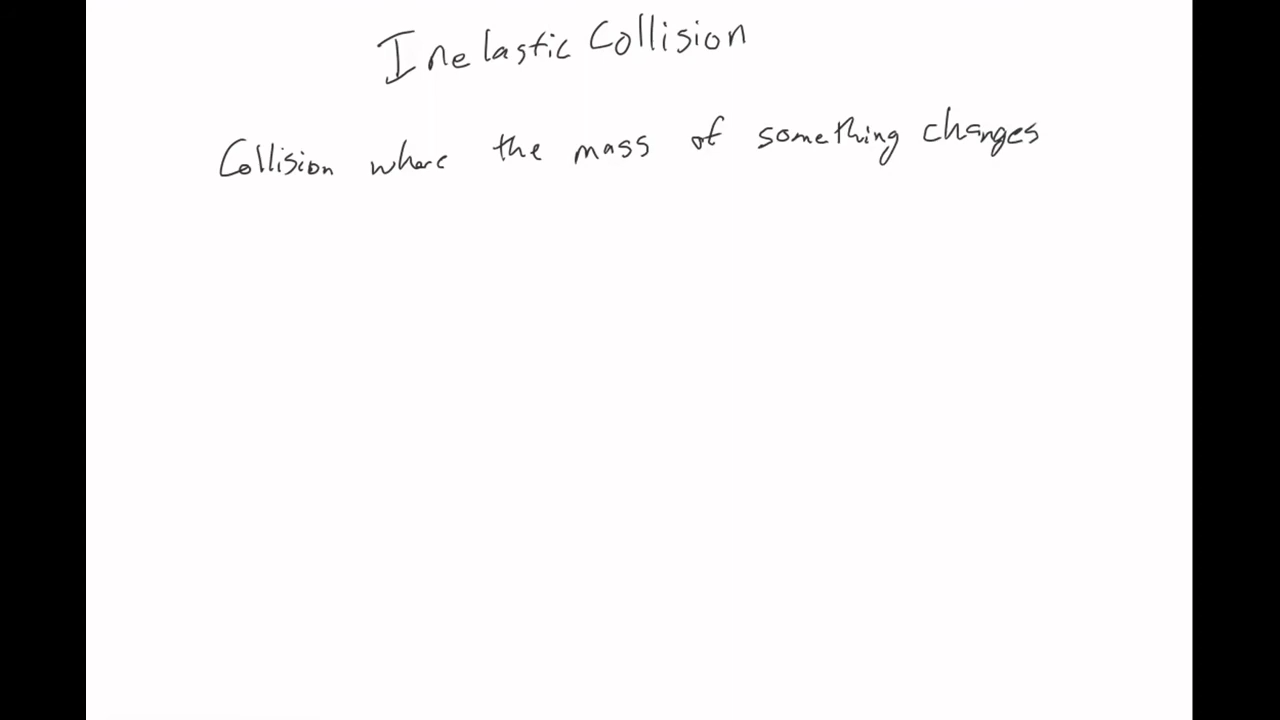 Inelastic Collision
Collision where the mass of something changes